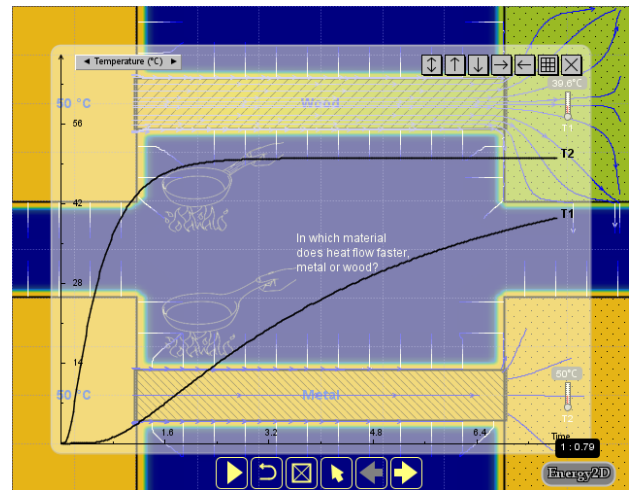 Temperature (°C)
50 °C
Wood
39.6°C
T1
56
T2
42
T1
In which material
does heat flow faster,
metal or wood?
28
14
50 °C
Metal
50°C
T2
1.6
3.2
4.8
6.4
Time
1 : 0.79
Energy2D